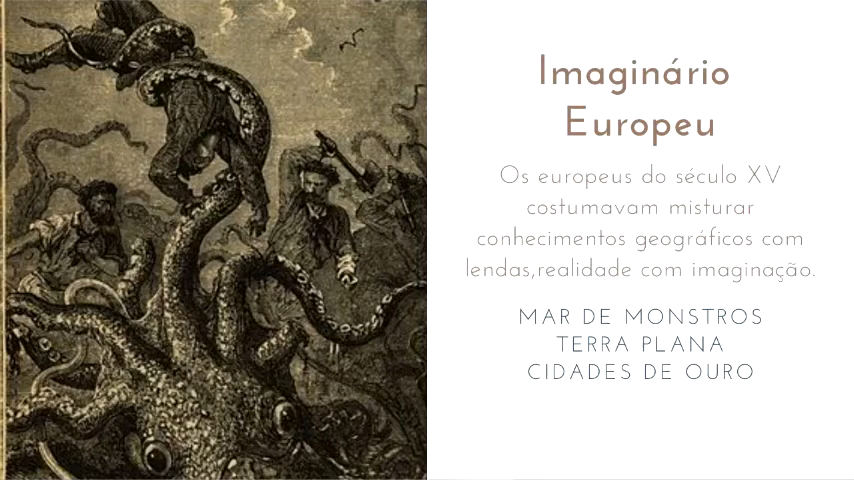 Imaginário
Europeu
Os europeus do século XV
costumavam misturar
conhecimentos geográficos com
lendas,realidade com imaginação.
MAR DE MONSTROS
TERRA PLANA
CIDADES DE OURO